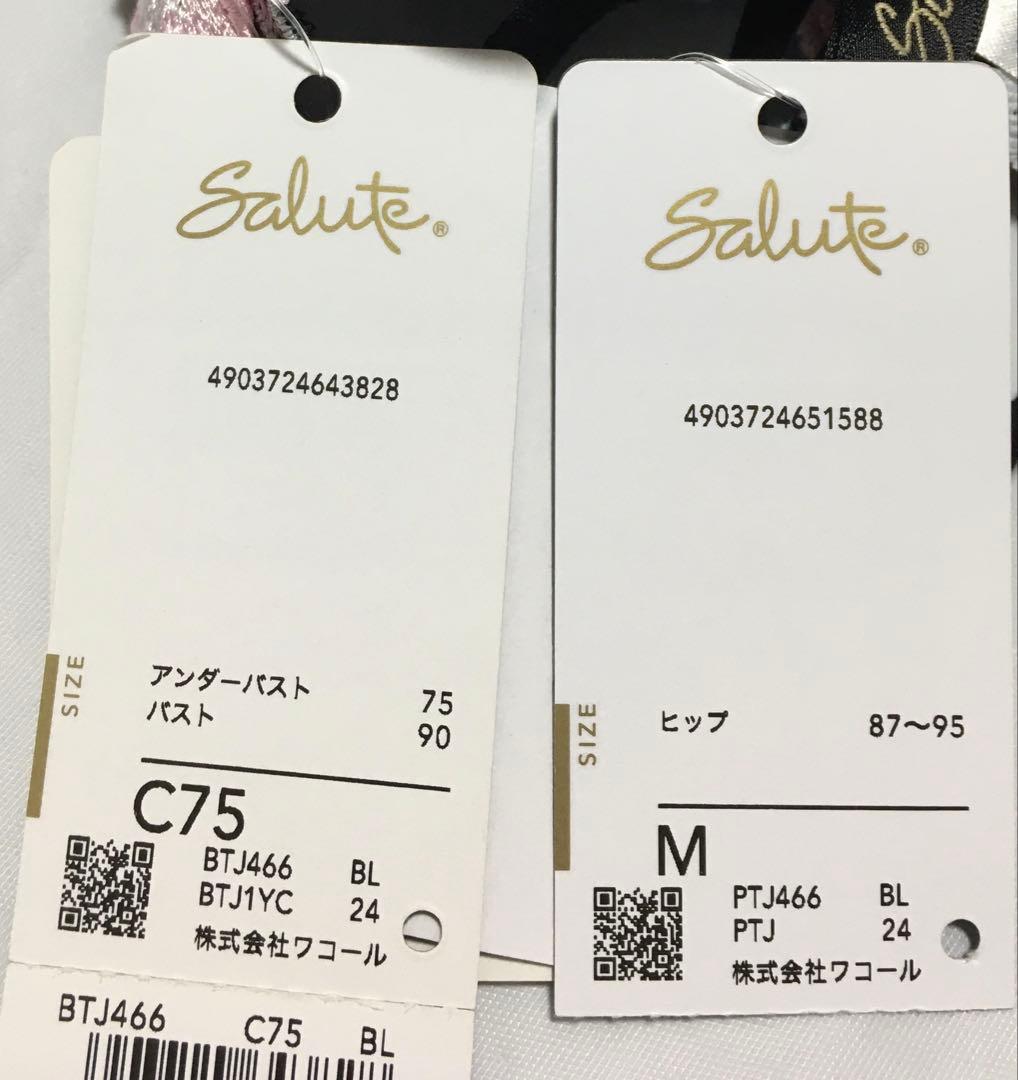 Salute®
4903724643828
SIZE
アンダーバスト 75
バスト 90
C75
BTJ466 BL
BTJ1YC 24
株式会社ワコール
BTJ466 C75 BL
Salute®
4903724651588
SIZE
ヒップ 87〜95
M
PTJ466 BL
PTJ 24
株式会社ワコール